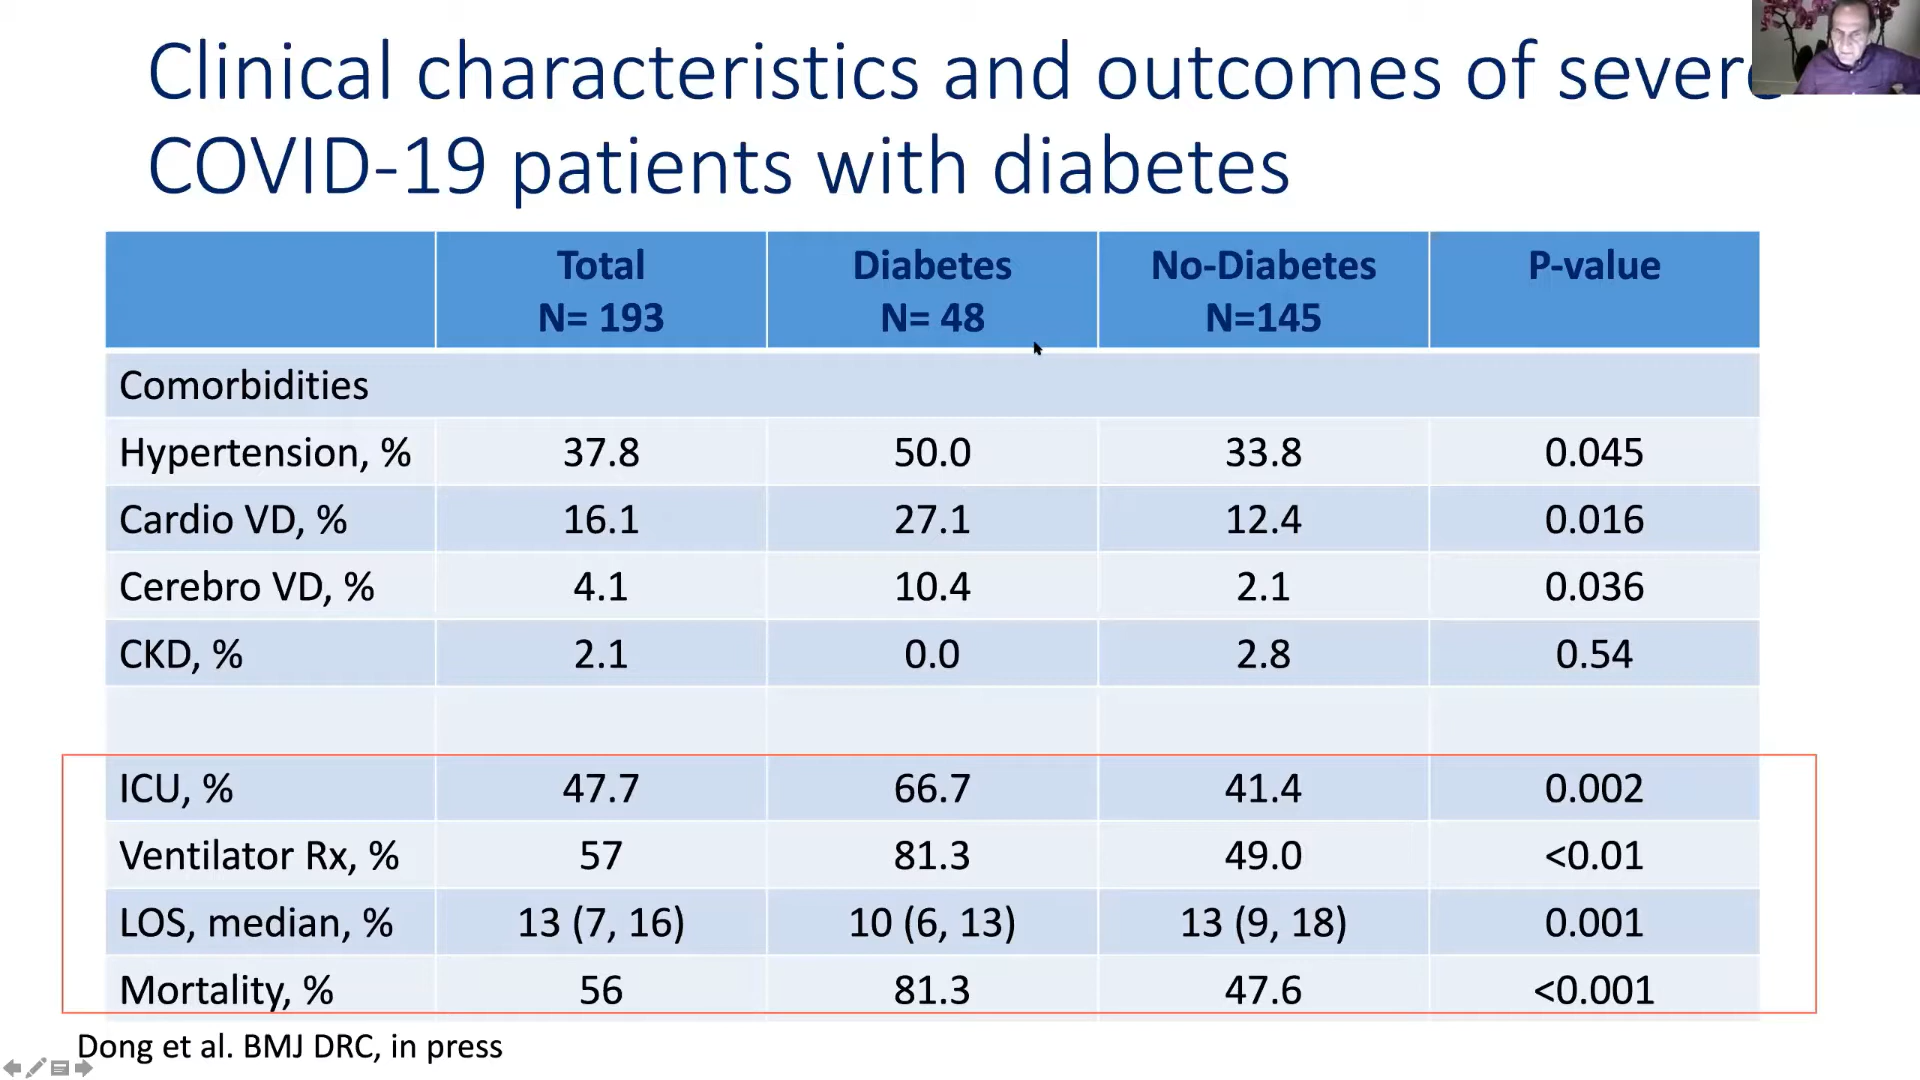 Clinical characteristics and outcomes of severe
COVID-19 patients with diabetes
Total Diabetes No-Diabetes P-value
N= 193 N= 48 N=145
Comorbidities
Hypertension, % 37.8 50.0 33.8 0.045
Cardio VD, % 16.1 27.1 12.4 0.016
Cerebro VD, % 4.1 10.4 2.1 0.036
CKD, % 2.1 0.0 2.8 0.54
ICU, % 47.7 66.7 41.4 0.002
Ventilator Rx, % 57 81.3 49.0 <0.01
LOS, median, % 13 (7, 16) 10 (6, 13) 13 (9, 18) 0.001
Mortality, % 56 81.3 47.6 <0.001
Dong et al. BMJ DRC, in press